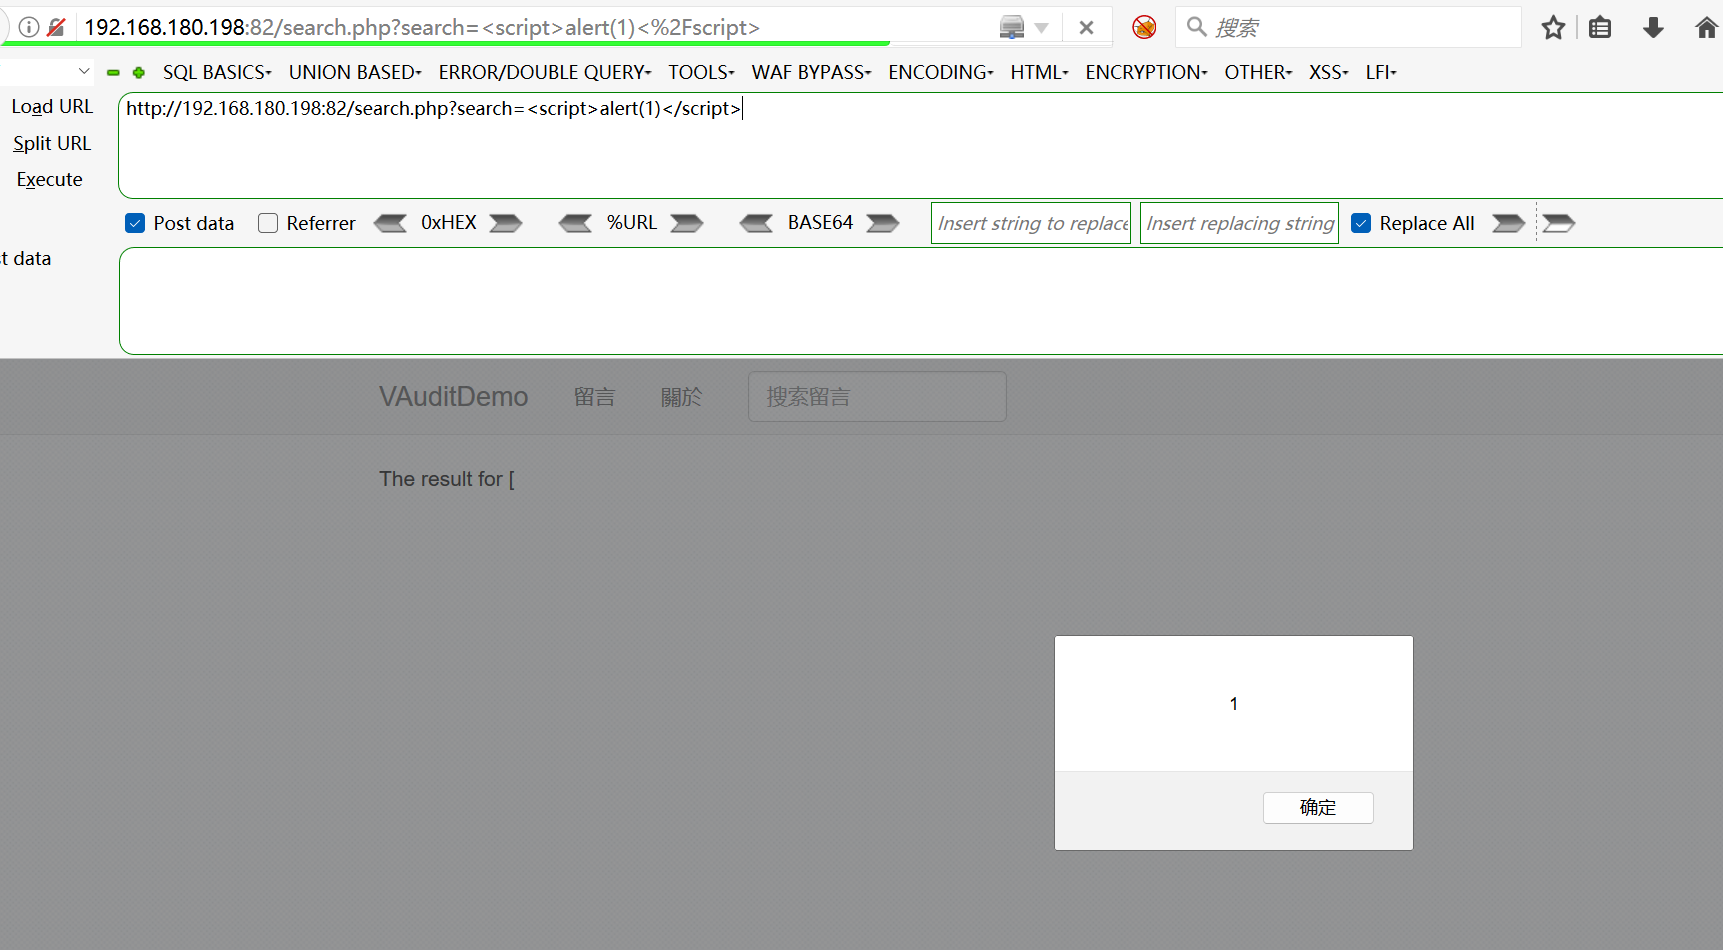 192.168.180.198:82/search.php?search=<script>alert(1)<%2Fscript> 搜索
SQL BASICS UNION BASED ERROR/DOUBLE QUERY TOOLS WAF BYPASS ENCODING HTML ENCRYPTION OTHER XSS LFI
Load URL http://192.168.180.198:82/search.php?search=<script>alert(1)</script>
Split URL
Execute
Post data Referrer 0xHEX %URL BASE64 Insert string to replace Insert replacing string Replace All
t data
VAuditDemo 留言 關於 搜索留言
The result for [
1
确定